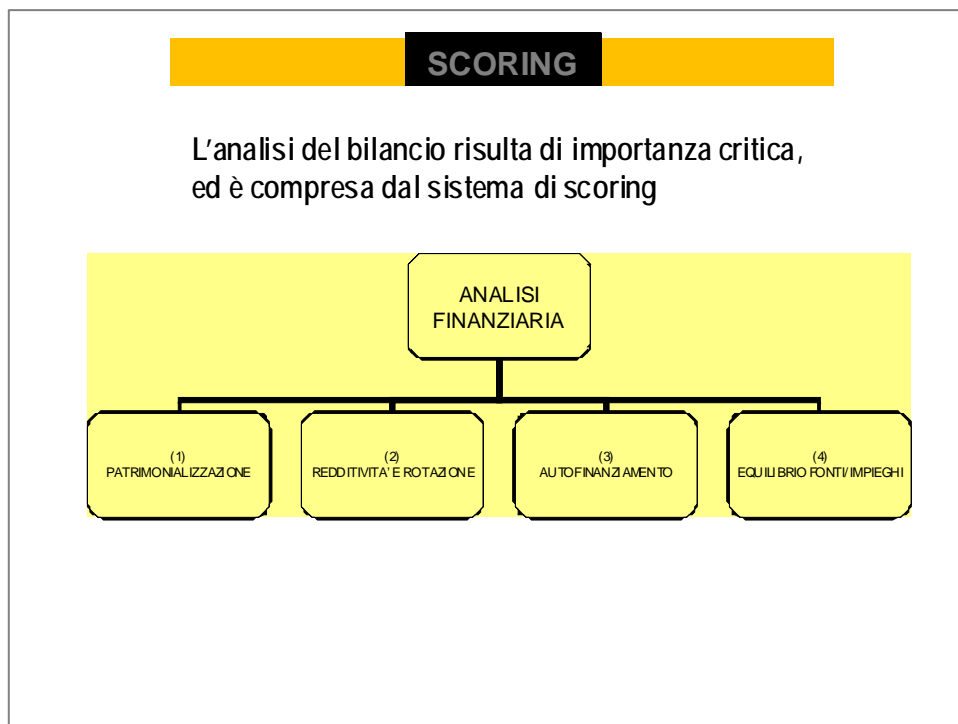 SCORING
L'analisi del bilancio risulta di importanza critica,
ed è compresa dal sistema di scoring
ANALISI
FINANZIARIA
(1)
PATRIMONIALIZZAZIONE
(2)
REDDITIVITA' E ROTAZIONE
(3)
AUTOFINANZIAMENTO
(4)
EQUILIBRIO FONTI/IMPIEGHI